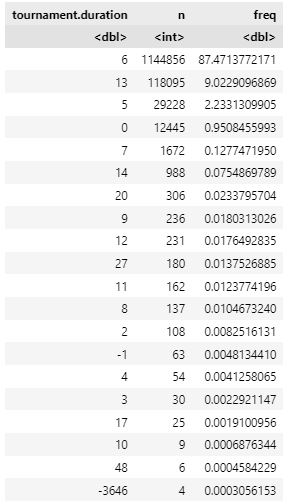 tournament.duration n freq
<dbl> <int> <dbl>
6 1144856 87.4713772171
13 118095 9.0229096869
5 29228 2.2331309905
0 12445 0.9508455993
7 1672 0.1277471950
14 988 0.0754869789
20 306 0.0233795704
9 236 0.0180313026
12 231 0.0176492835
27 180 0.0137526885
11 162 0.0123774196
8 137 0.0104673240
2 108 0.0082516131
-1 63 0.0048134410
4 54 0.0041258065
3 30 0.0022921147
17 25 0.0019100956
10 9 0.0006876344
48 6 0.0004584229
-3646 4 0.0003056153